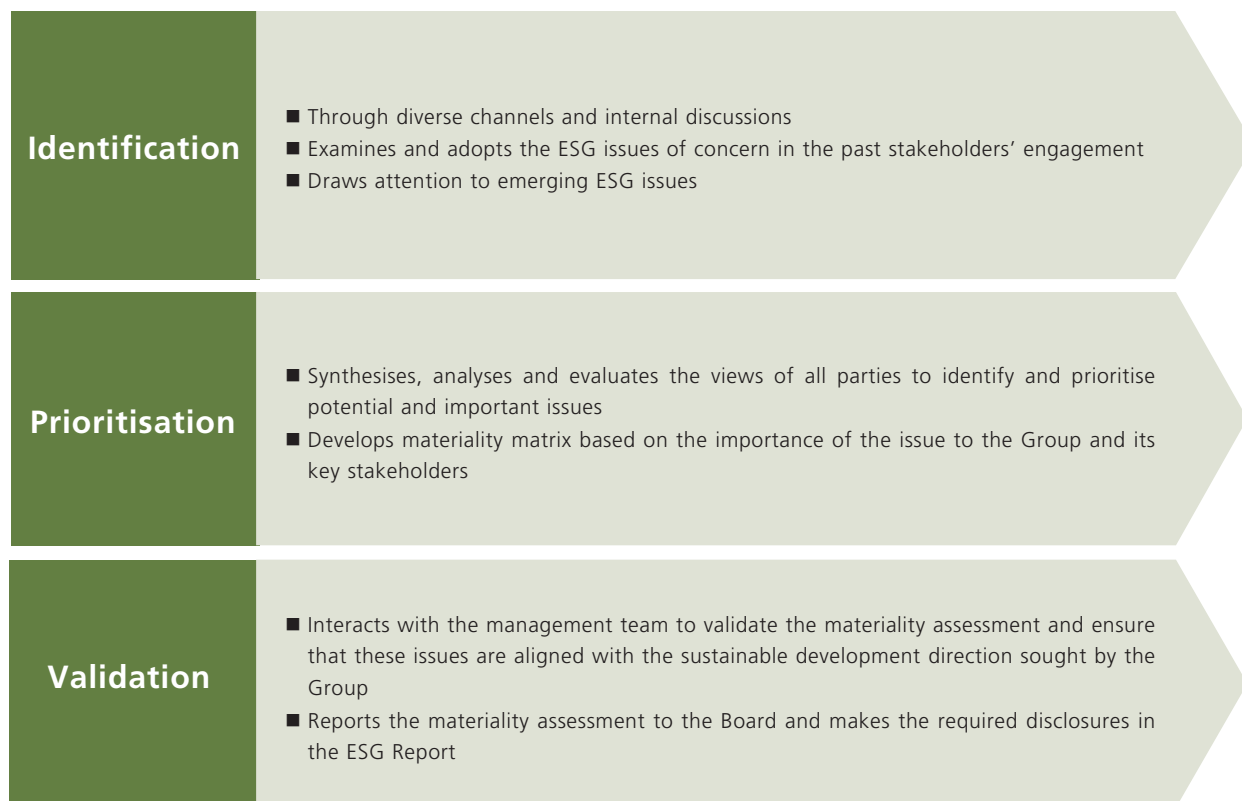 Identification
■ Through diverse channels and internal discussions
■ Examines and adopts the ESG issues of concern in the past stakeholders’ engagement
■ Draws attention to emerging ESG issues
Prioritisation
■ Synthesises, analyses and evaluates the views of all parties to identify and prioritise
potential and important issues
■ Develops materiality matrix based on the importance of the issue to the Group and its
key stakeholders
Validation
■ Interacts with the management team to validate the materiality assessment and ensure
that these issues are aligned with the sustainable development direction sought by the
Group
■ Reports the materiality assessment to the Board and makes the required disclosures in
the ESG Report